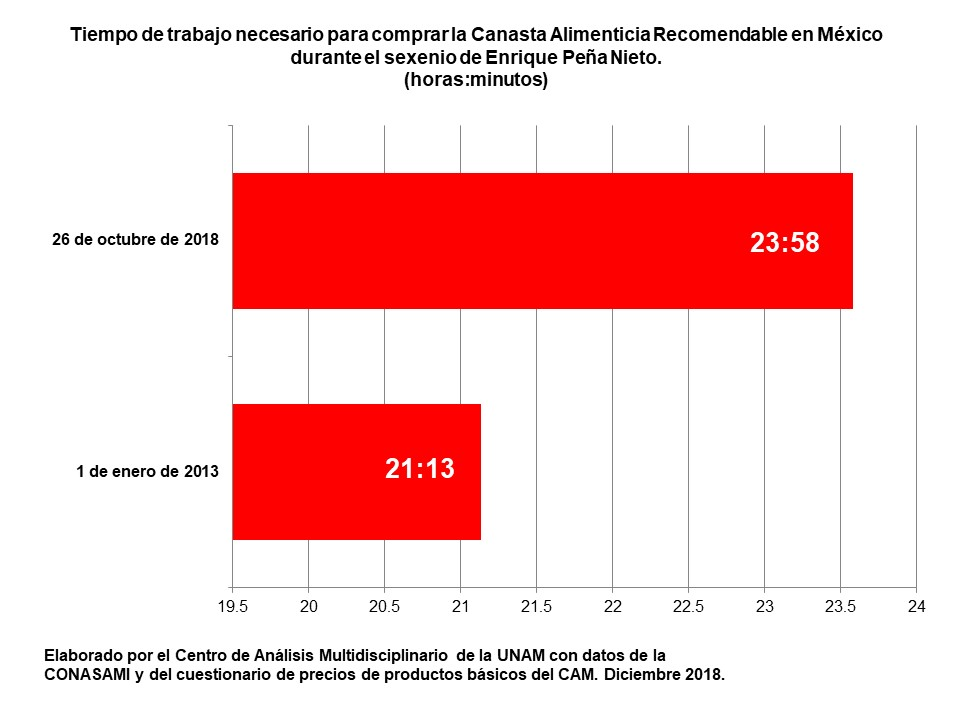 Tiempo de trabajo necesario para comprar la Canasta Alimenticia Recomendable en México
durante el sexenio de Enrique Peña Nieto.
(horas:minutos)
26 de octubre de 2018
23:58
1 de enero de 2013
21:13
19.5 20 20.5 21 21.5 22 22.5 23 23.5 24
Elaborado por el Centro de Análisis Multidisciplinario de la UNAM con datos de la
CONASAMI y del cuestionario de precios de productos básicos del CAM. Diciembre 2018.